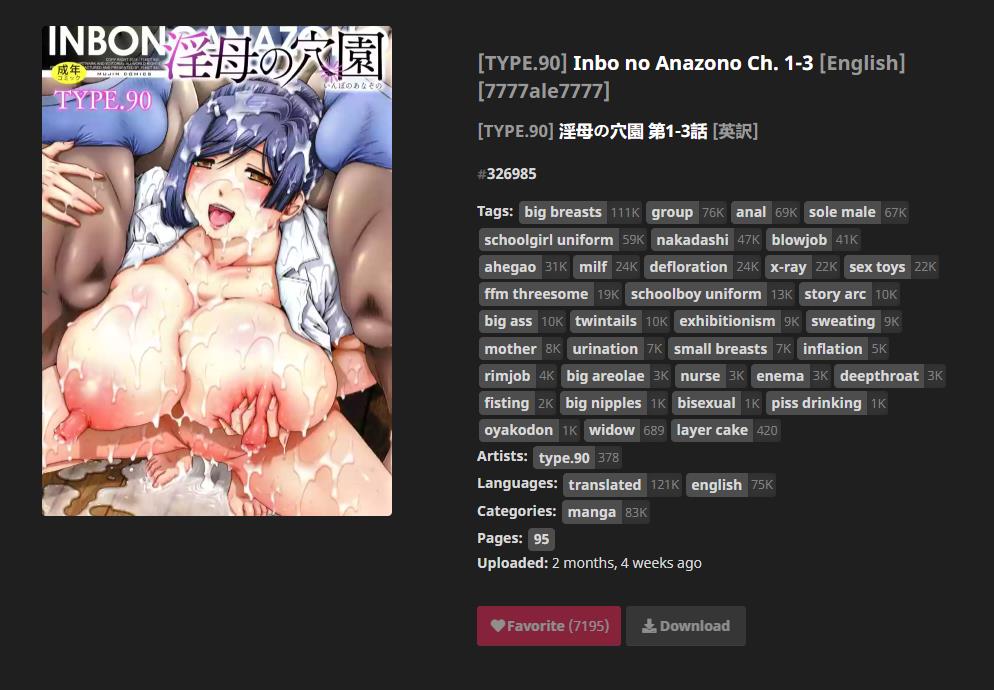 INBONOANAZONO
淫母の穴園
いんぼのあなその
成年
コミック
MUJIN COMICS
TYPE.90
[TYPE.90] Inbo no Anazono Ch. 1-3 [English]
[7777ale7777]
[TYPE.90] 淫母の穴園 第1-3話 [英訳]
#326985
Tags: big breasts 111K group 76K anal 69K sole male 67K
schoolgirl uniform 59K nakadashi 47K blowjob 41K
ahegao 31K milf 24K defloration 24K x-ray 22K sex toys 22K
ffm threesome 19K schoolboy uniform 13K story arc 10K
big ass 10K twintails 10K exhibitionism 9K sweating 9K
mother 8K urination 7K small breasts 7K inflation 5K
rimjob 4K big areolae 3K nurse 3K enema 3K deepthroat 3K
fisting 2K big nipples 1K bisexual 1K piss drinking 1K
oyakodon 1K widow 689 layer cake 420
Artists: type.90 378
Languages: translated 121K english 75K
Categories: manga 83K
Pages: 95
Uploaded: 2 months, 4 weeks ago
Favorite (7195) Download